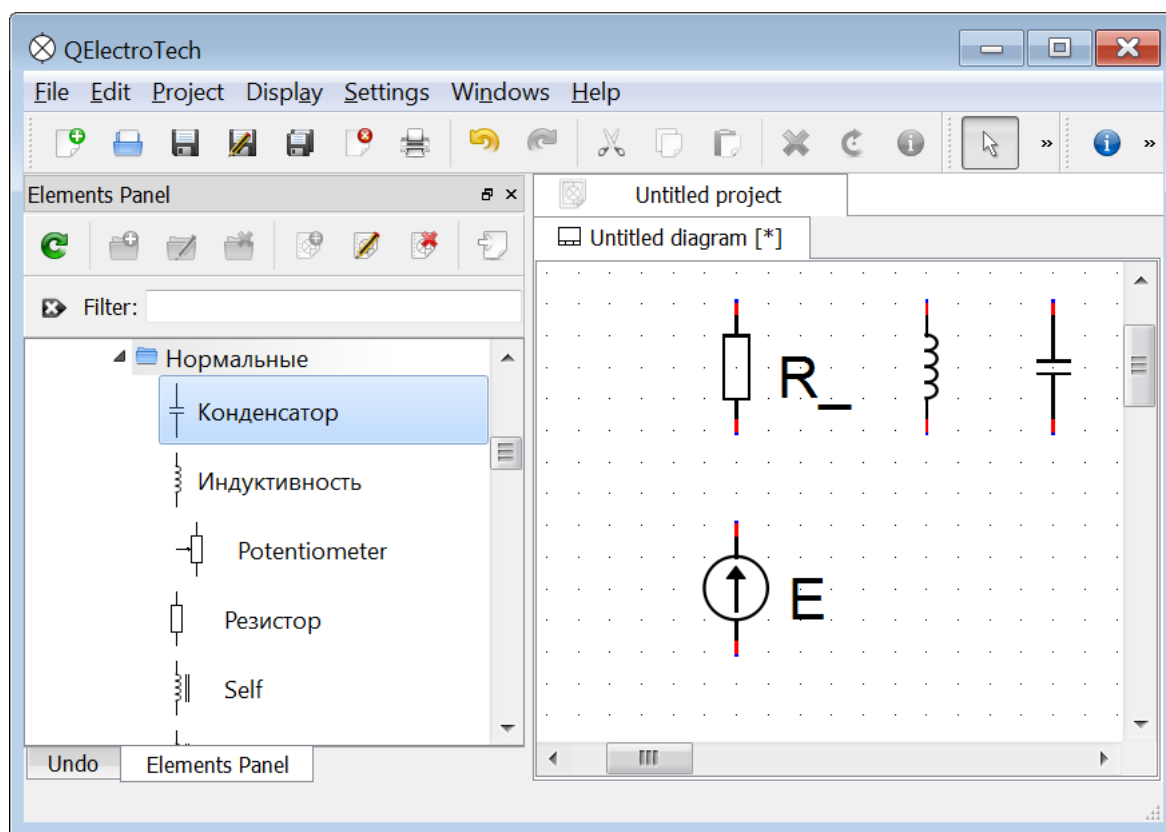 QElectroTech
File Edit Project Display Settings Windows Help
Elements Panel
Filter:
Нормальные
Конденсатор
Индуктивность
Potentiometer
Резистор
Self
Undo Elements Panel
Untitled project
Untitled diagram [*]
R_
E